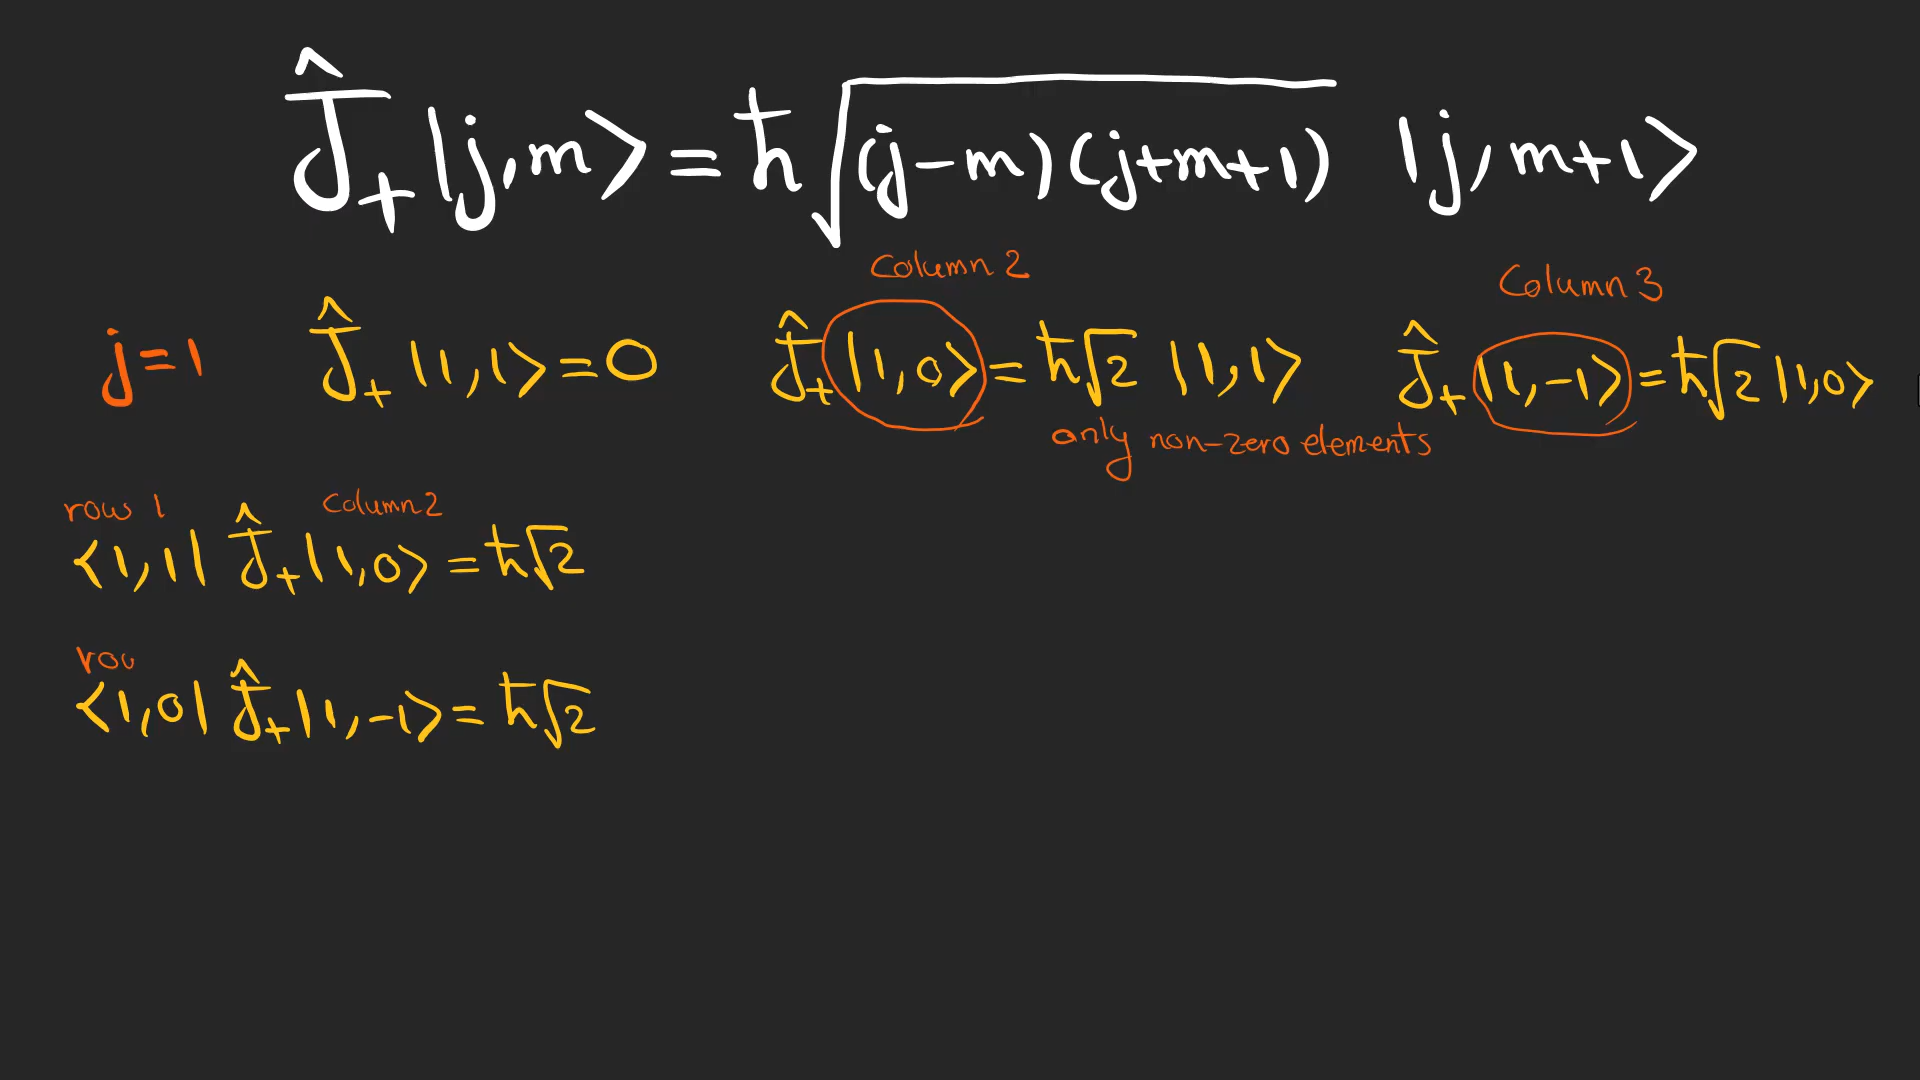 Ĵ₊|j,m> = ħ√(j-m)(j+m+1) |j,m+1>
Column 2
Column 3
j=1 Ĵ₊|1,1>=0 Ĵ₊|1,0>=ħ√2 |1,1> Ĵ₊|1,-1>=ħ√2|1,0>
only non-zero elements
row 1 Column 2
<1,1|Ĵ₊|1,0>=ħ√2
rou
<1,0|Ĵ₊|1,-1>=ħ√2